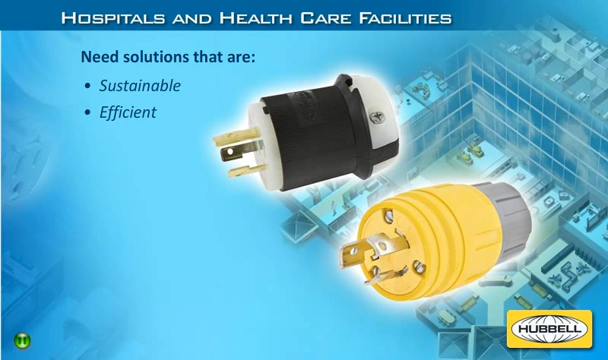 HOSPITALS AND HEALTH CARE FACILITIES
Need solutions that are:
• Sustainable
• Efficient
HUBBELL